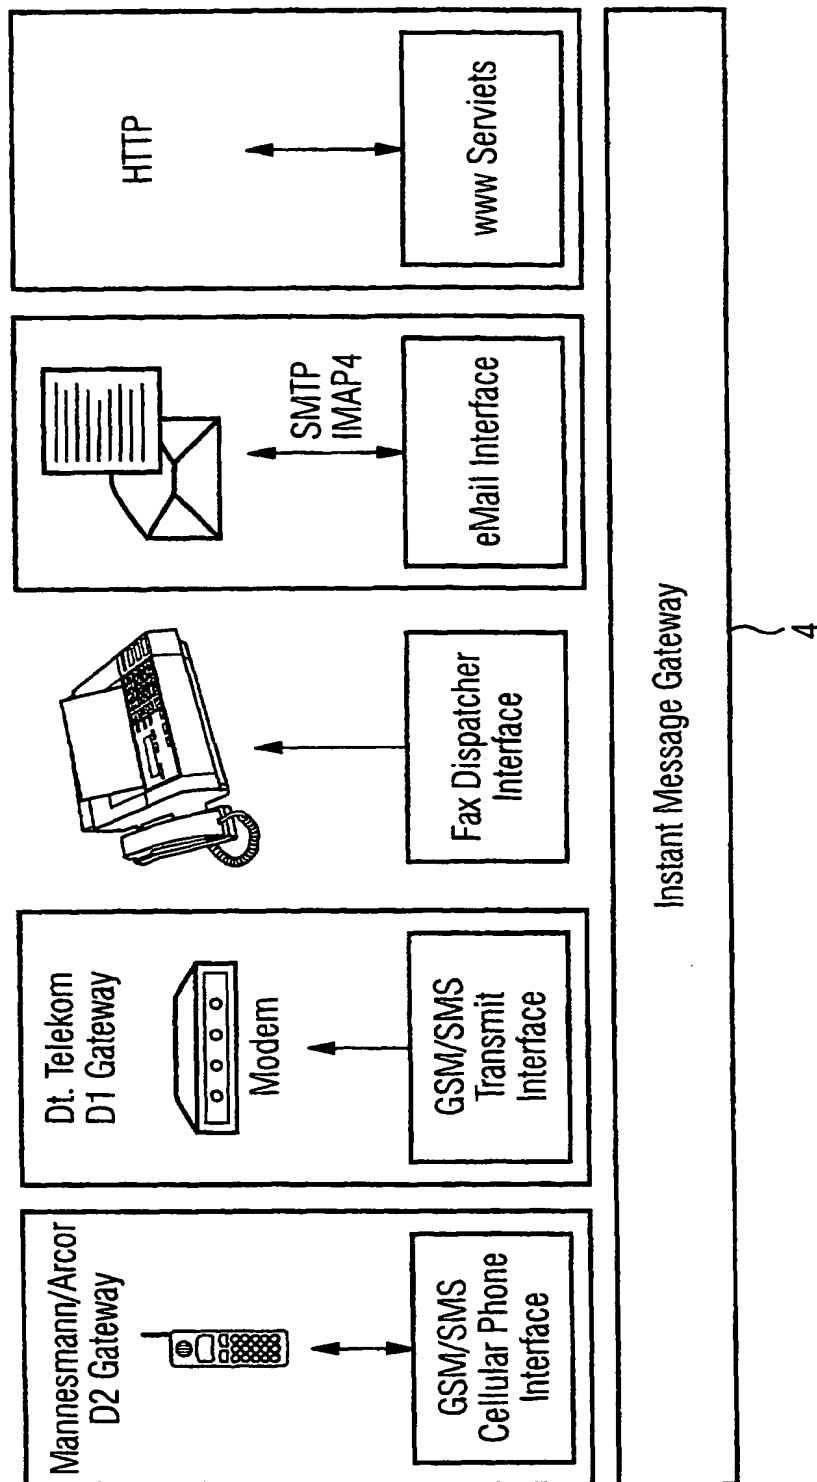 Mannesmann/Arcor
D2 Gateway
GSM/SMS
Cellular Phone
Interface
Dt. Telekom
D1 Gateway
Modem
GSM/SMS
Transmit
Interface
Fax Dispatcher
Interface
SMTP
IMAP4
eMail Interface
HTTP
www Serviets
Instant Message Gateway
4